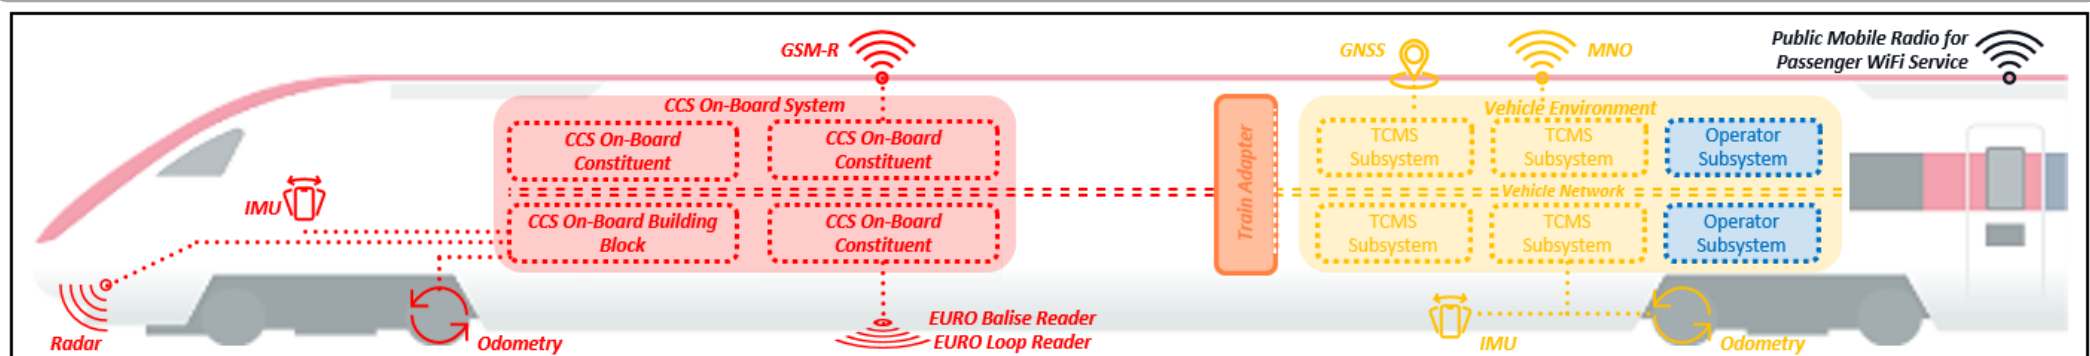 GSM-R
GNSS
MNO
Public Mobile Radio for
Passenger WiFi Service
CCS On-Board System
CCS On-Board
Constituent
CCS On-Board
Constituent
CCS On-Board Building
Block
CCS On-Board
Constituent
IMU
Radar
Odometry
EURO Balise Reader
EURO Loop Reader
Train Adapter
Vehicle Environment
TCMS
Subsystem
TCMS
Subsystem
Operator
Subsystem
Vehicle Network
TCMS
Subsystem
TCMS
Subsystem
Operator
Subsystem
IMU
Odometry